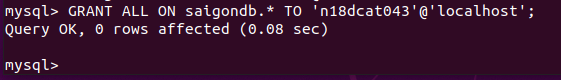 mysql> GRANT ALL ON saigondb.* TO 'n18dcat043'@'localhost';
Query OK, 0 rows affected (0.08 sec)
mysql>